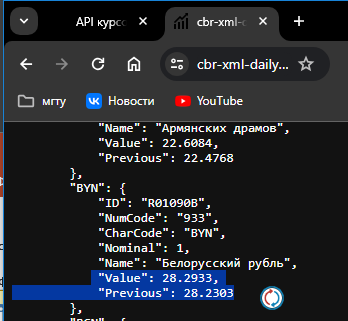 API курсо
cbr-xml-daily
cbr-xml-daily...
мгту
Новости
YouTube
"Name": "Армянских драмов",
"Value": 22.6084,
"Previous": 22.4768
},
"BYN": {
"ID": "R01090B",
"NumCode": "933",
"CharCode": "BYN",
"Nominal": 1,
"Name": "Белорусский рубль",
"Value": 28.2933,
"Previous": 28.2303
},